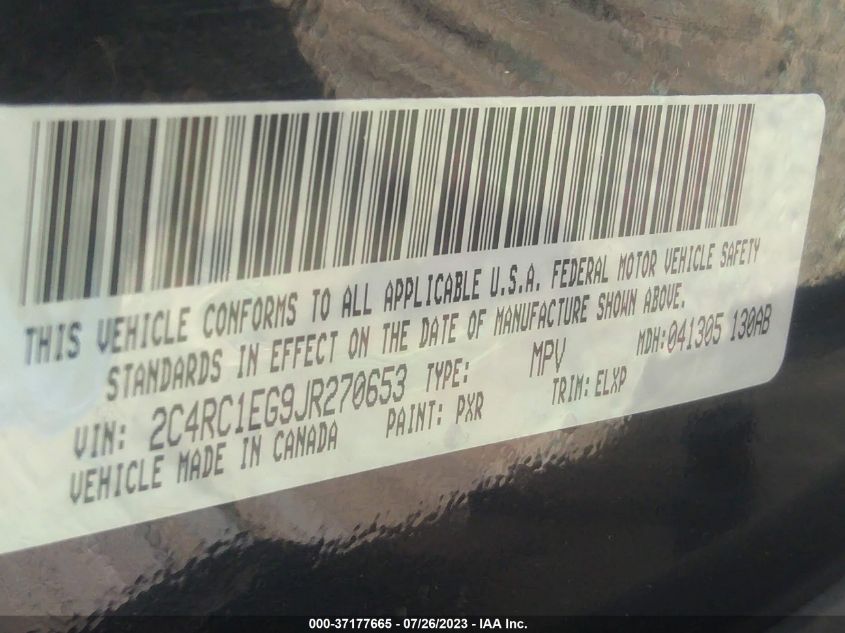 THIS VEHICLE CONFORMS TO ALL APPLICABLE U.S.A. FEDERAL MOTOR VEHICLE SAFETY
STANDARDS IN EFFECT ON THE DATE OF MANUFACTURE SHOWN ABOVE.
VIN: 2C4RC1EG9JR270653 TYPE: MPV MDH:041305 130AB
VEHICLE MADE IN CANADA PAINT: PXR TRIM: ELXP
000-37177665 - 07/26/2023 - IAA Inc.